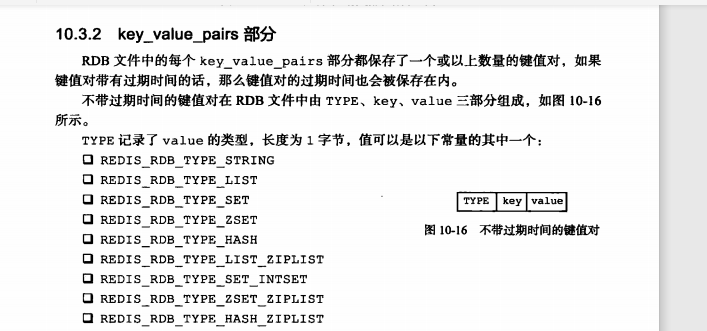 10.3.2 key_value_pairs 部分
RDB 文件中的每个 key_value_pairs 部分都保存了一个或以上数量的键值对，如果
键值对带有过期时间的话，那么键值对的过期时间也会被保存在内。
不带过期时间的键值对在 RDB 文件中由 TYPE、key、value 三部分组成，如图 10-16
所示。
TYPE 记录了 value 的类型，长度为 1 字节，值可以是以下常量的其中一个：
❑ REDIS_RDB_TYPE_STRING
❑ REDIS_RDB_TYPE_LIST
❑ REDIS_RDB_TYPE_SET
❑ REDIS_RDB_TYPE_ZSET
❑ REDIS_RDB_TYPE_HASH
❑ REDIS_RDB_TYPE_LIST_ZIPLIST
❑ REDIS_RDB_TYPE_SET_INTSET
❑ REDIS_RDB_TYPE_ZSET_ZIPLIST
❑ REDIS_RDB_TYPE_HASH_ZIPLIST
TYPE key value
图 10-16 不带过期时间的键值对